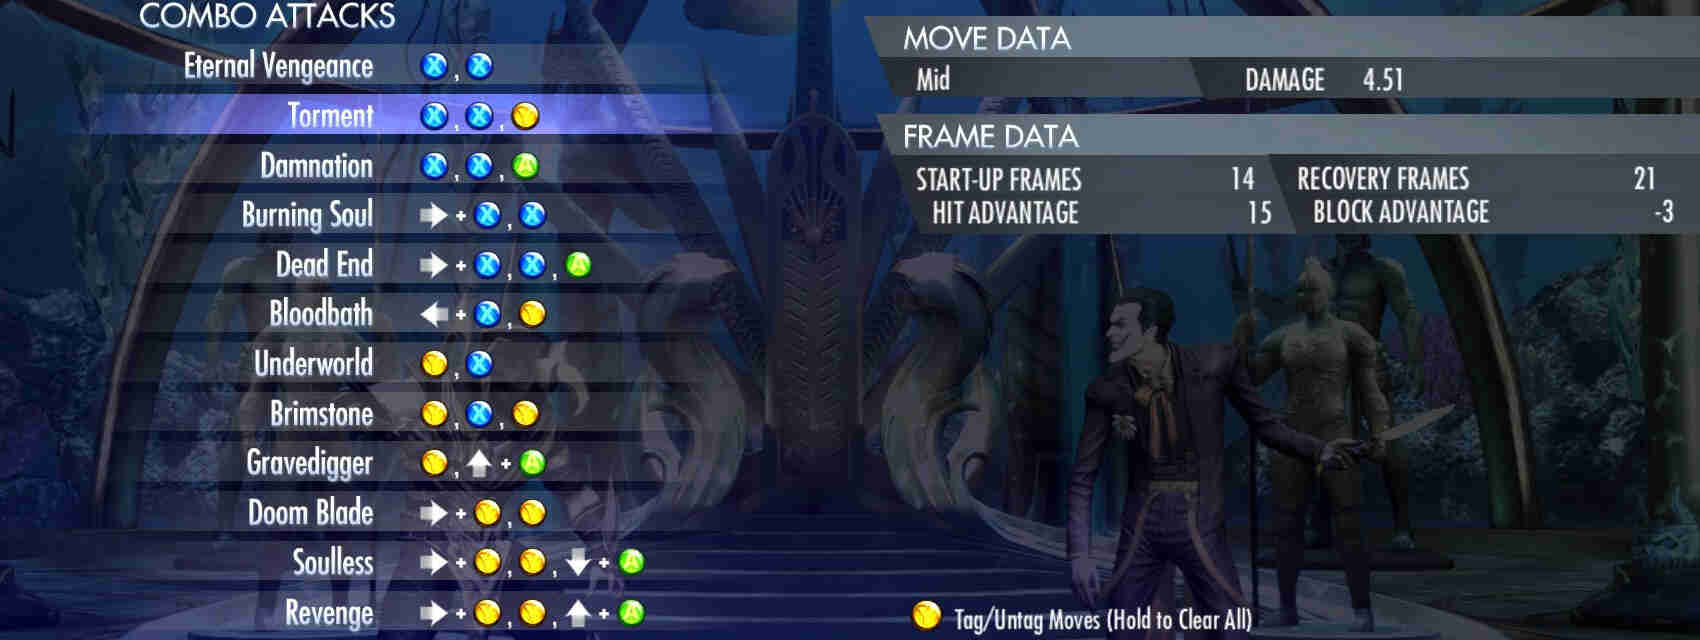 COMBO ATTACKS
Eternal Vengeance X, X
Torment X, X, Y
Damnation X, X, A
Burning Soul + X, X
Dead End + X, X, A
Bloodbath + X, Y
Underworld Y, X
Brimstone Y, X, Y
Gravedigger Y, + A
Doom Blade + Y, Y
Soulless + Y, Y, + A
Revenge + Y, Y, + A
MOVE DATA
Mid DAMAGE 4.51
FRAME DATA
START-UP FRAMES 14 RECOVERY FRAMES 21
HIT ADVANTAGE 15 BLOCK ADVANTAGE -3
Y Tag/Untag Moves (Hold to Clear All)